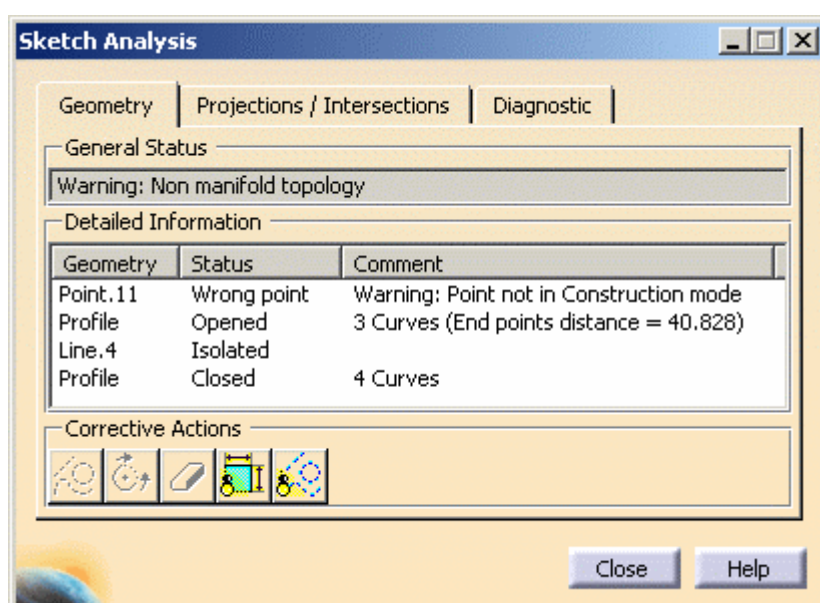 Sketch Analysis
Geometry Projections / Intersections Diagnostic
General Status
Warning: Non manifold topology
Detailed Information
Geometry Status Comment
Point.11 Wrong point Warning: Point not in Construction mode
Profile Opened 3 Curves (End points distance = 40.828)
Line.4 Isolated
Profile Closed 4 Curves
Corrective Actions
Close Help